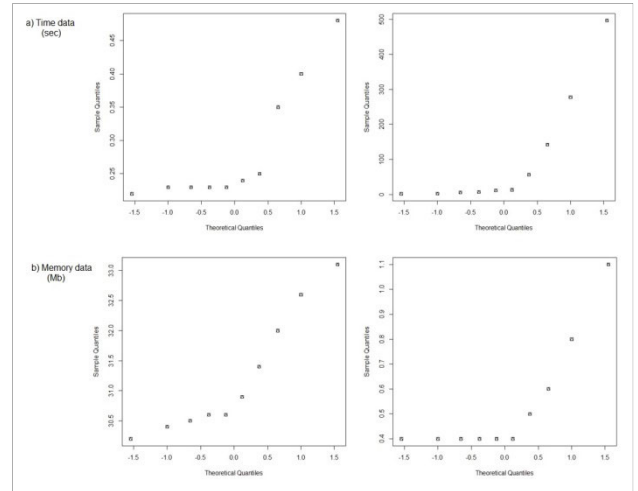 a) Time data
(sec)
Sample Quantiles
0.25 0.30 0.35 0.40 0.45
-1.5 -1.0 -0.5 0.0 0.5 1.0 1.5
Theoretical Quantiles
Sample Quantiles
0 100 200 300 400 500
-1.5 -1.0 -0.5 0.0 0.5 1.0 1.5
Theoretical Quantiles
b) Memory data
(Mb)
Sample Quantiles
30.5 31.0 31.5 32.0 32.5 33.0
-1.5 -1.0 -0.5 0.0 0.5 1.0 1.5
Theoretical Quantiles
Sample Quantiles
0.4 0.5 0.6 0.7 0.8 0.9 1.0 1.1
-1.5 -1.0 -0.5 0.0 0.5 1.0 1.5
Theoretical Quantiles